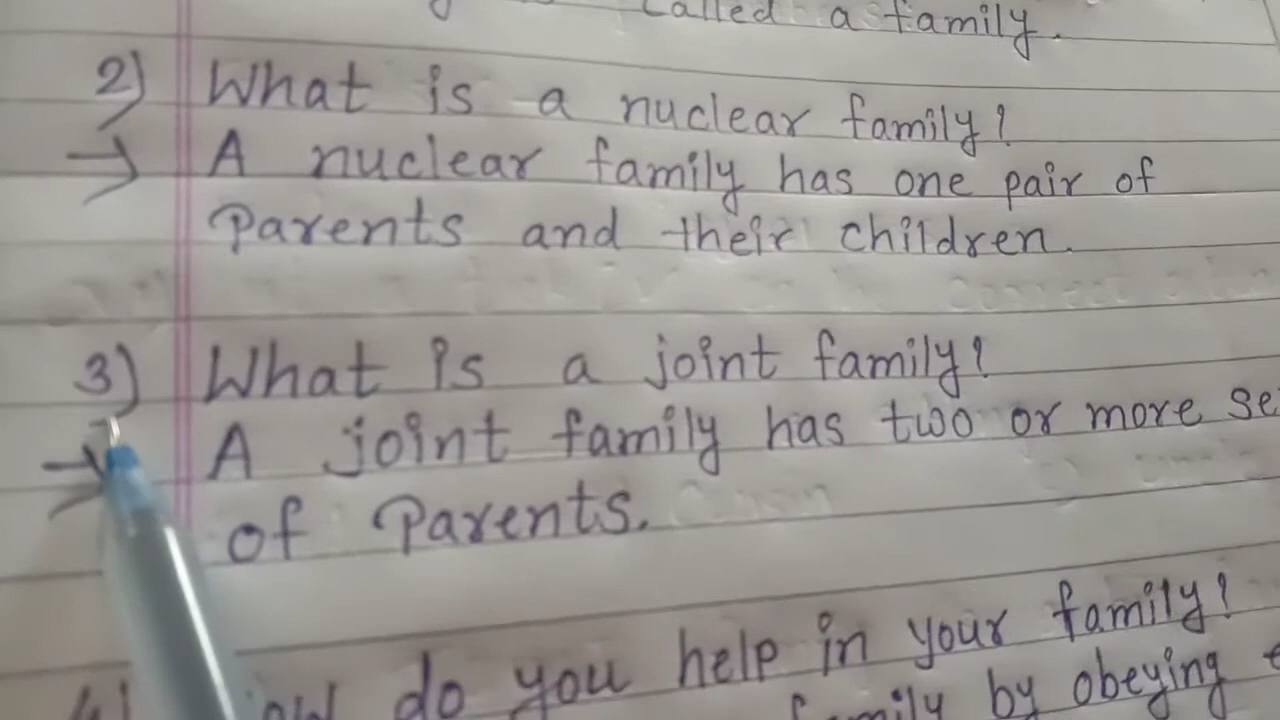 called a family.
2) What is a nuclear family?
→ A nuclear family has one pair of
Parents and their children.
3) What is a joint family?
→ A joint family has two or more se
of Parents.
do you help in your family?
family by obeying